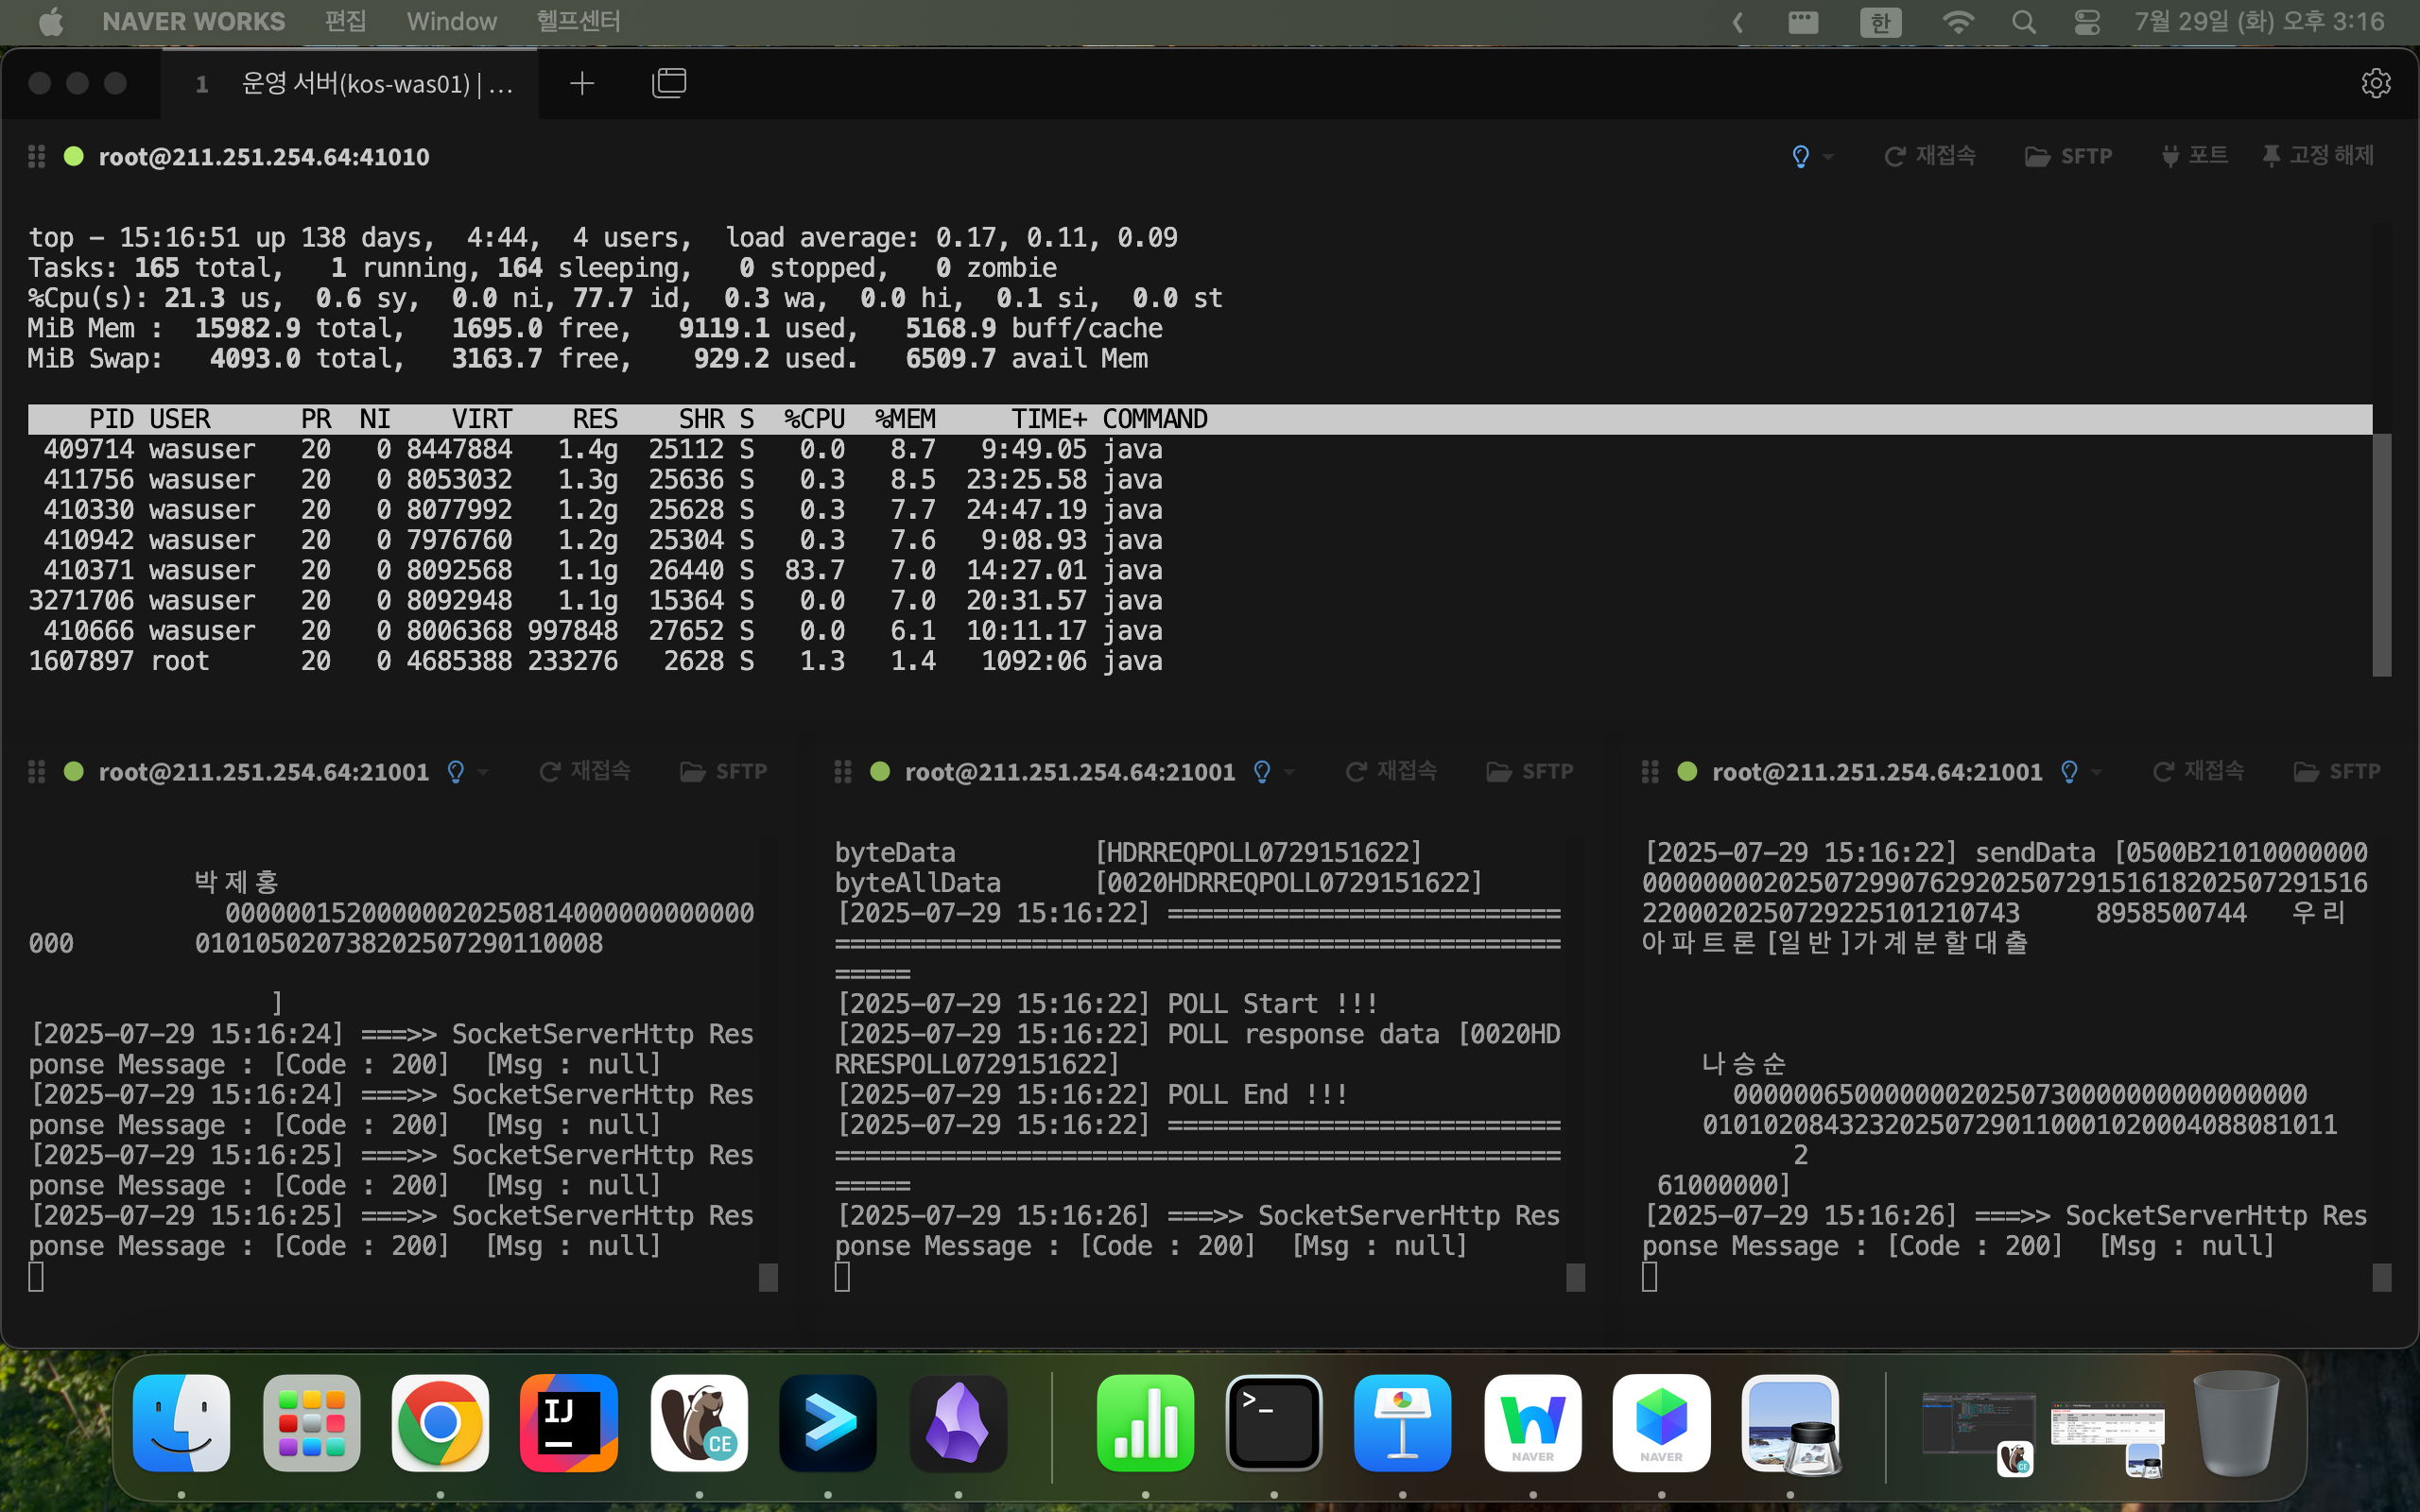 NAVER WORKS 편집 Window 헬프센터 한 7월 29일 (화) 오후 3:16
1 운영 서버(kos-was01) | ...
root@211.251.254.64:41010 재접속 SFTP 포트 고정 해제
top - 15:16:51 up 138 days, 4:44, 4 users, load average: 0.17, 0.11, 0.09
Tasks: 165 total, 1 running, 164 sleeping, 0 stopped, 0 zombie
%Cpu(s): 21.3 us, 0.6 sy, 0.0 ni, 77.7 id, 0.3 wa, 0.0 hi, 0.1 si, 0.0 st
MiB Mem : 15982.9 total, 1695.0 free, 9119.1 used, 5168.9 buff/cache
MiB Swap: 4093.0 total, 3163.7 free, 929.2 used. 6509.7 avail Mem
PID USER PR NI VIRT RES SHR S %CPU %MEM TIME+ COMMAND
409714 wasuser 20 0 8447884 1.4g 25112 S 0.0 8.7 9:49.05 java
411756 wasuser 20 0 8053032 1.3g 25636 S 0.3 8.5 23:25.58 java
410330 wasuser 20 0 8077992 1.2g 25628 S 0.3 7.7 24:47.19 java
410942 wasuser 20 0 7976760 1.2g 25304 S 0.3 7.6 9:08.93 java
410371 wasuser 20 0 8092568 1.1g 26440 S 83.7 7.0 14:27.01 java
3271706 wasuser 20 0 8092948 1.1g 15364 S 0.0 7.0 20:31.57 java
410666 wasuser 20 0 8006368 997848 27652 S 0.0 6.1 10:11.17 java
1607897 root 20 0 4685388 233276 2628 S 1.3 1.4 1092:06 java
root@211.251.254.64:21001 재접속 SFTP
박제홍
00000015200000020250814000000000000
000 010105020738202507290110008
]
[2025-07-29 15:16:24] ===>> SocketServerHttp Res
ponse Message : [Code : 200] [Msg : null]
[2025-07-29 15:16:24] ===>> SocketServerHttp Res
ponse Message : [Code : 200] [Msg : null]
[2025-07-29 15:16:25] ===>> SocketServerHttp Res
ponse Message : [Code : 200] [Msg : null]
[2025-07-29 15:16:25] ===>> SocketServerHttp Res
ponse Message : [Code : 200] [Msg : null]
root@211.251.254.64:21001 재접속 SFTP
byteData [HDRREQPOLL0729151622]
byteAllData [0020HDRREQPOLL0729151622]
[2025-07-29 15:16:22] ==========================
================================================
=====
[2025-07-29 15:16:22] POLL Start !!!
[2025-07-29 15:16:22] POLL response data [0020HD
RRESPOLL0729151622]
[2025-07-29 15:16:22] POLL End !!!
[2025-07-29 15:16:22] ==========================
================================================
=====
[2025-07-29 15:16:26] ===>> SocketServerHttp Res
ponse Message : [Code : 200] [Msg : null]
root@211.251.254.64:21001 재접속 SFTP
[2025-07-29 15:16:22] sendData [0500B21010000000
000000002025072990762920250729151618202507291516
2200020250729225101210743 8958500744 우리
아파트론 [일반]가계분할대출
나승순
00000065000000020250730000000000000000
010102084323202507290110001020004088081011
2
61000000]
[2025-07-29 15:16:26] ===>> SocketServerHttp Res
ponse Message : [Code : 200] [Msg : null]
IJ
CE
>_
NAVER
NAVER